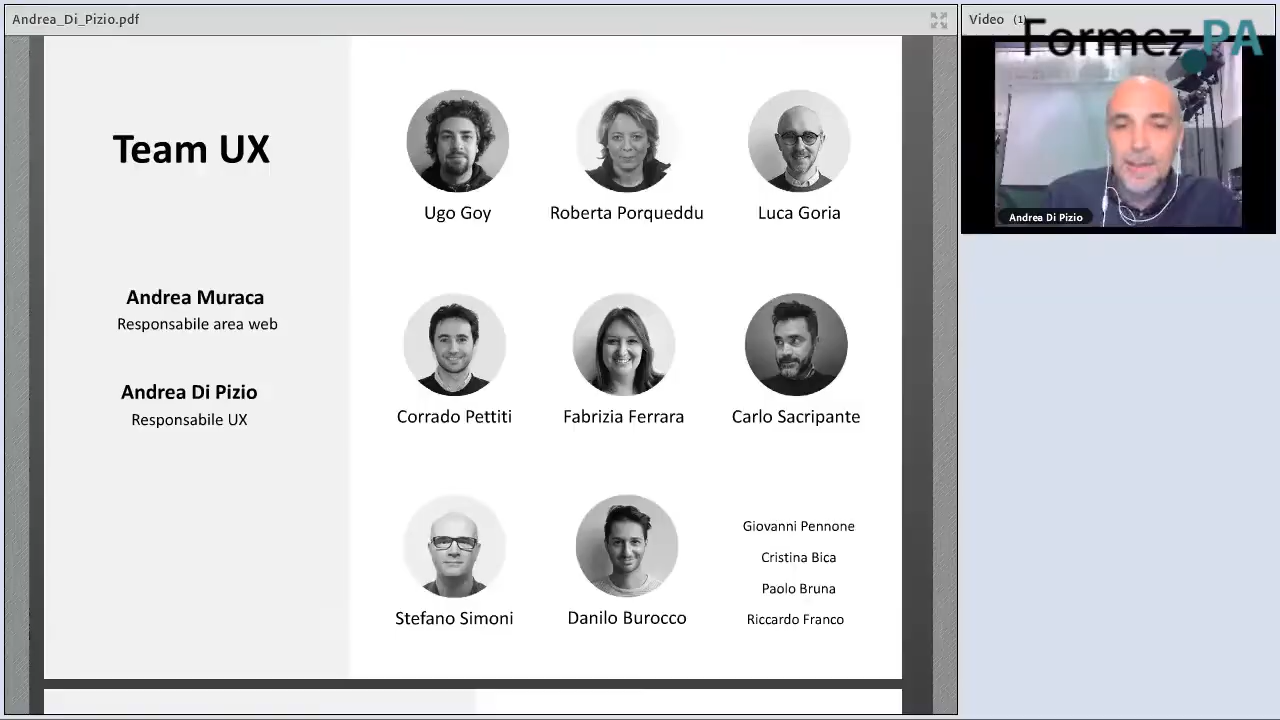 Andrea_Di_Pizio.pdf
Video (1)
Formez PA
Team UX
Andrea Muraca
Responsabile area web
Andrea Di Pizio
Responsabile UX
Ugo Goy
Roberta Porqueddu
Luca Goria
Corrado Pettiti
Fabrizia Ferrara
Carlo Sacripante
Stefano Simoni
Danilo Burocco
Giovanni Pennone
Cristina Bica
Paolo Bruna
Riccardo Franco
Andrea Di Pizio